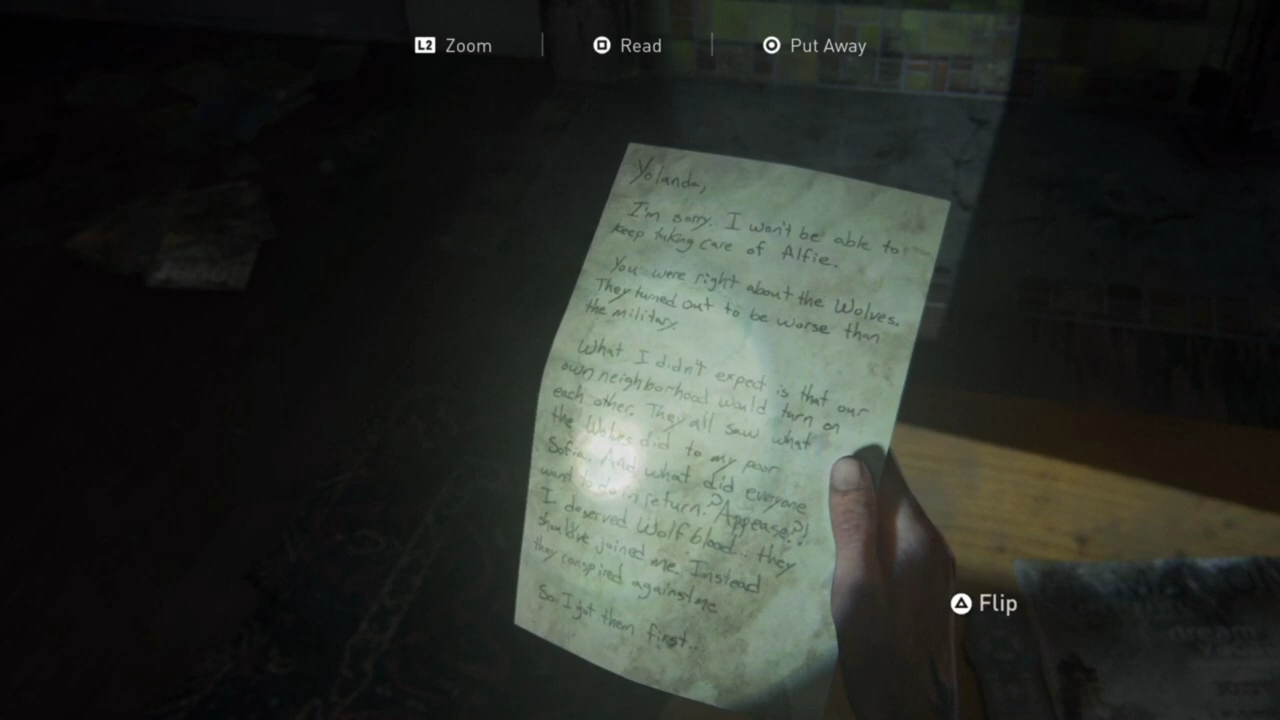 L2 Zoom
Read
Put Away
Yolanda,
I'm sorry. I won't be able to
keep taking care of Alfie.
You were right about the Wolves.
They turned out to be worse than
the military.
What I didn't expect is that our
own neighborhood would turn on
each other. They all saw what
the Wolves did to my poor
Sofia. And what did everyone
want to do in return? Appease?!
I deserved Wolf blood... they
should've joined me. Instead
they conspired against me
So I got them first...
Flip